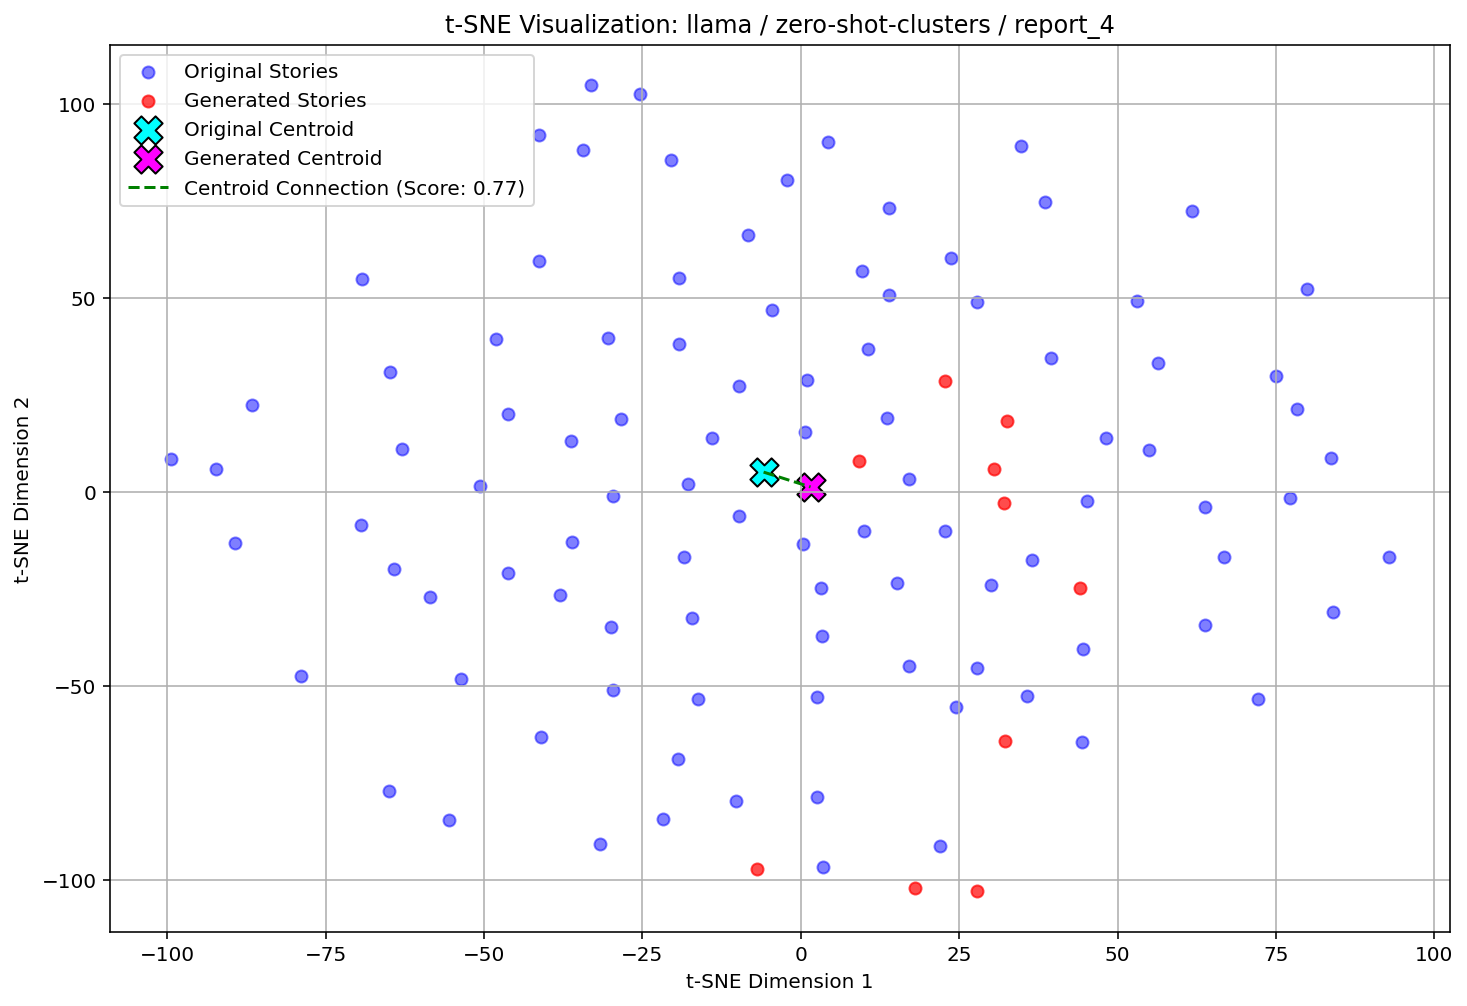 t-SNE Visualization: llama / zero-shot-clusters / report_4
Original Stories
Generated Stories
Original Centroid
Generated Centroid
Centroid Connection (Score: 0.77)
100
50
0
−50
−100
t-SNE Dimension 2
−100
−75
−50
−25
0
25
50
75
100
t-SNE Dimension 1